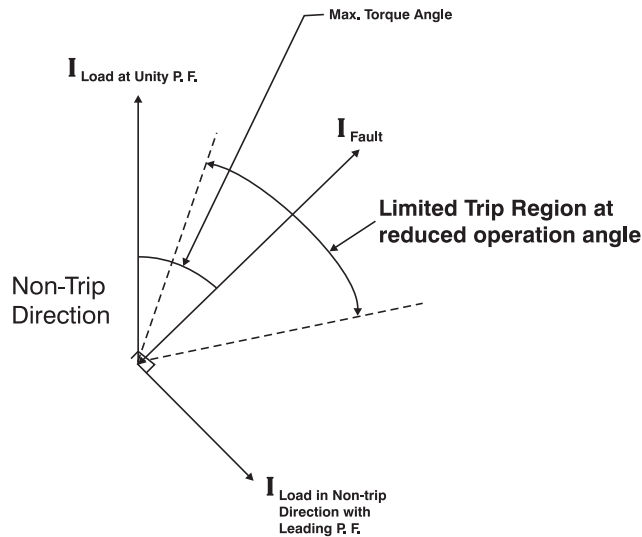 Max. Torque Angle
I Load at Unity P. F.
I Fault
Limited Trip Region at
reduced operation angle
Non-Trip
Direction
I Load in Non-trip
Direction with
Leading P. F.